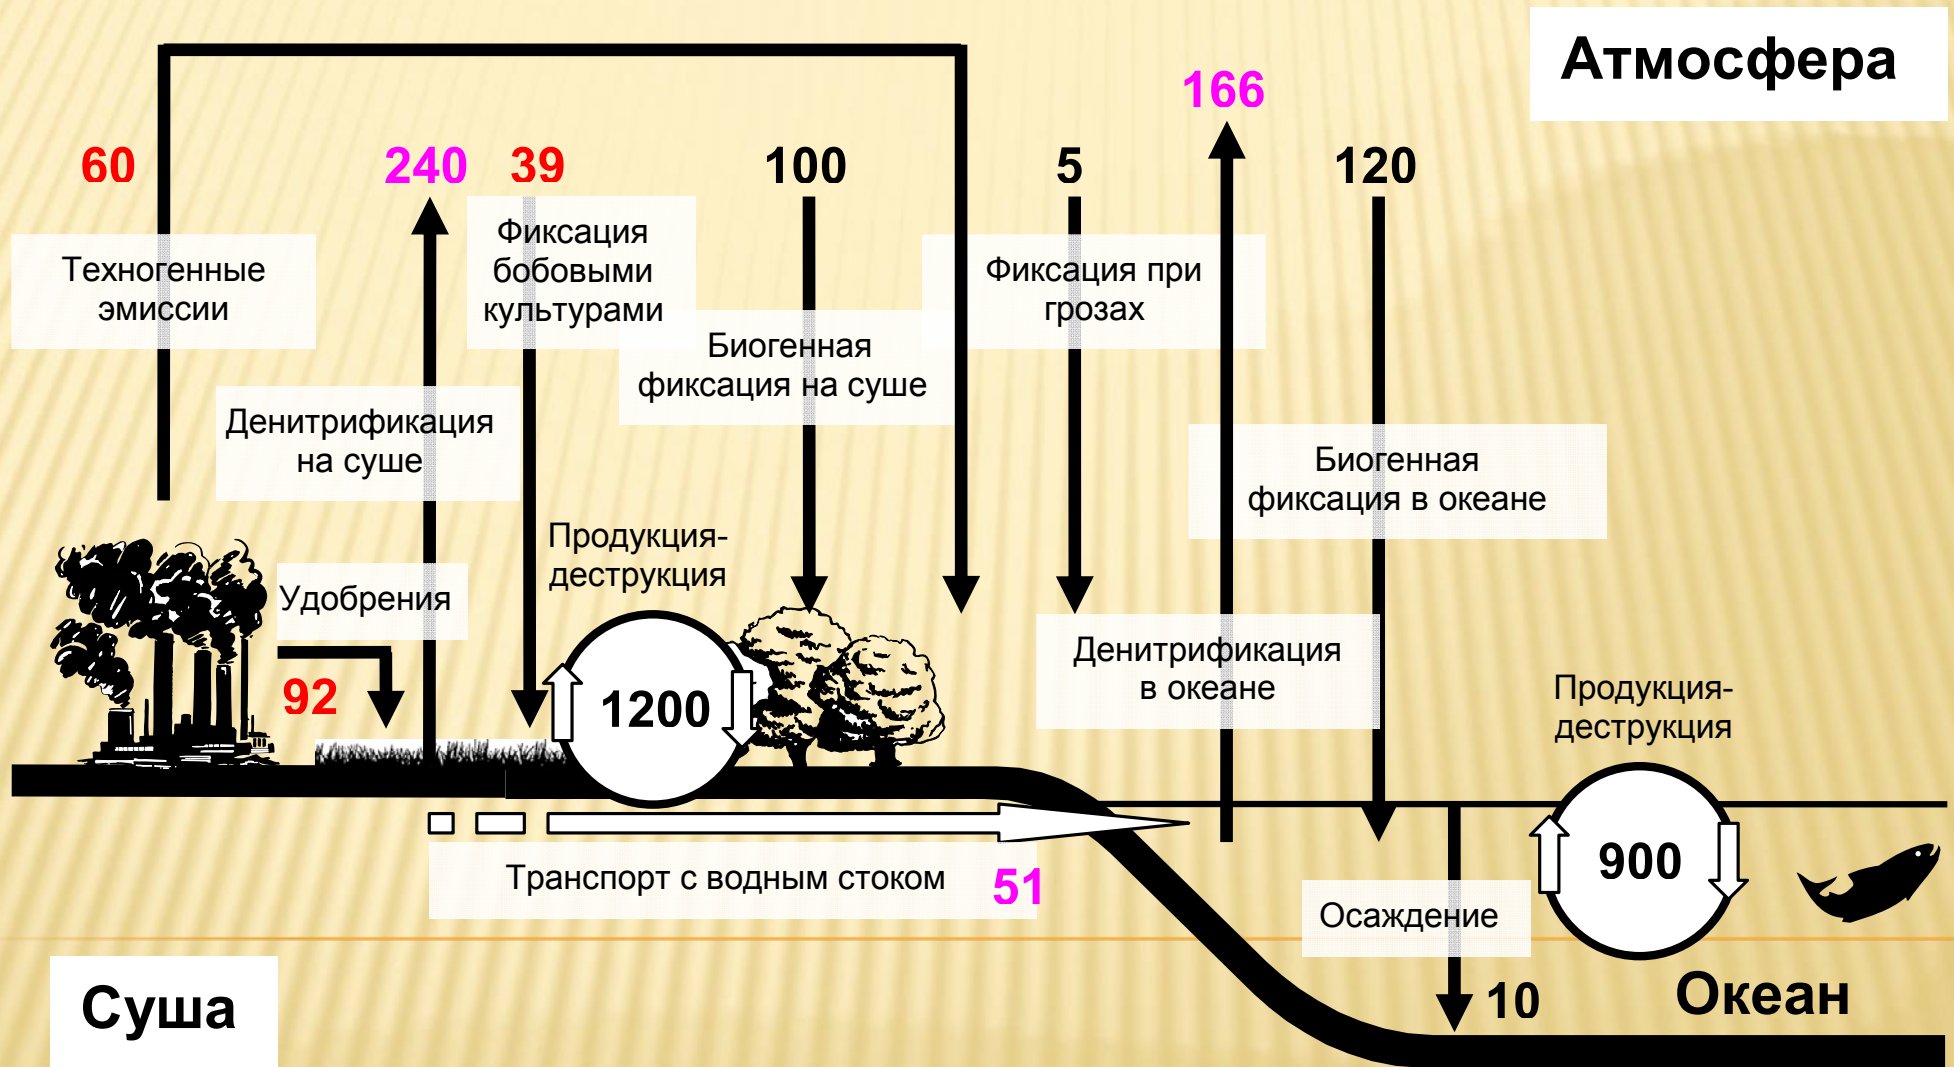 Атмосфера
166
60
240
39
100
5
120
Техногенные
эмиссии
Фиксация
бобовыми
культурами
Фиксация при
грозах
Биогенная
фиксация на суше
Денитрификация
на суше
Биогенная
фиксация в океане
Продукция-
деструкция
Удобрения
92
1200
Денитрификация
в океане
Продукция-
деструкция
900
Транспорт с водным стоком
51
Осаждение
10
Океан
Суша